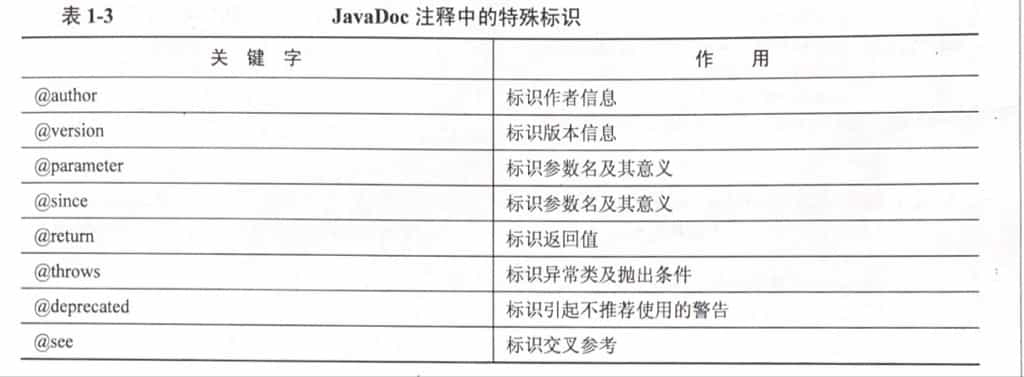 表 1-3 JavaDoc 注释中的特殊标识
关 键 字 作 用
@author 标识作者信息
@version 标识版本信息
@parameter 标识参数名及其意义
@since 标识参数名及其意义
@return 标识返回值
@throws 标识异常类及抛出条件
@deprecated 标识引起不推荐使用的警告
@see 标识交叉参考